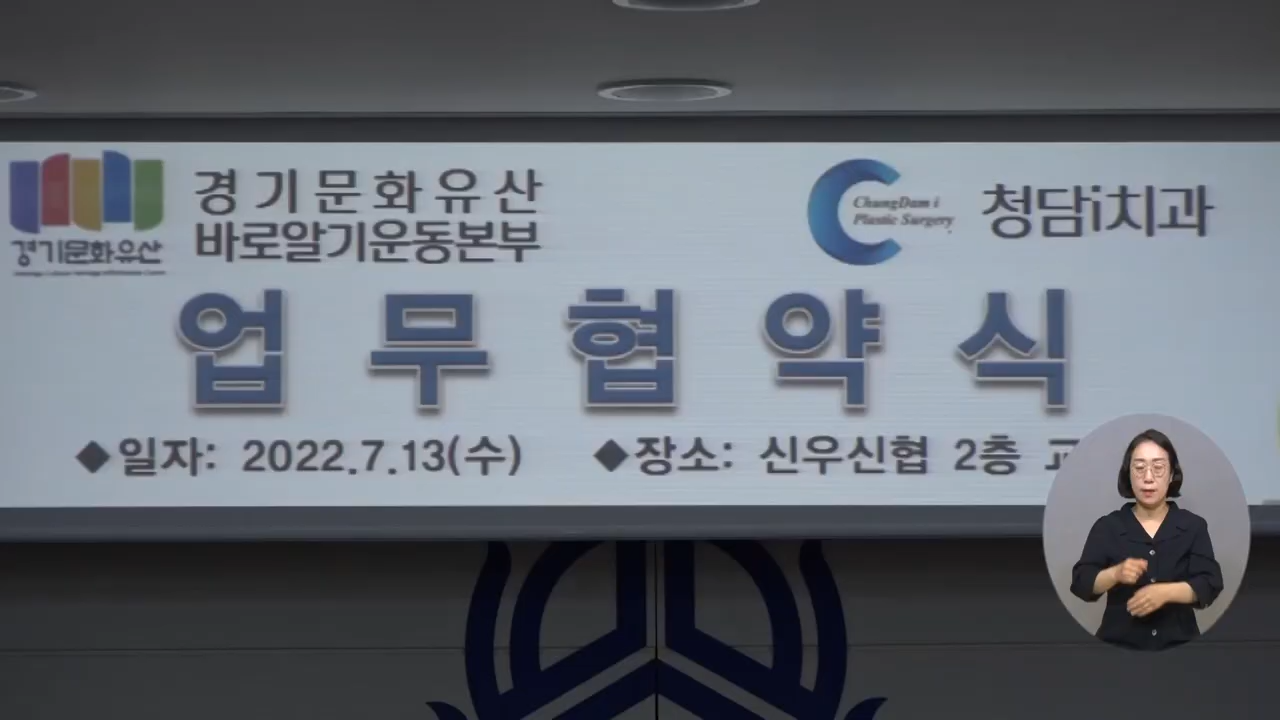 경기문화유산
바로알기운동본부
경기문화유산
ChungDam i
Plastic Surgery
청담i치과
업무협약식
◆일자: 2022.7.13(수) ◆장소: 신우신협 2층